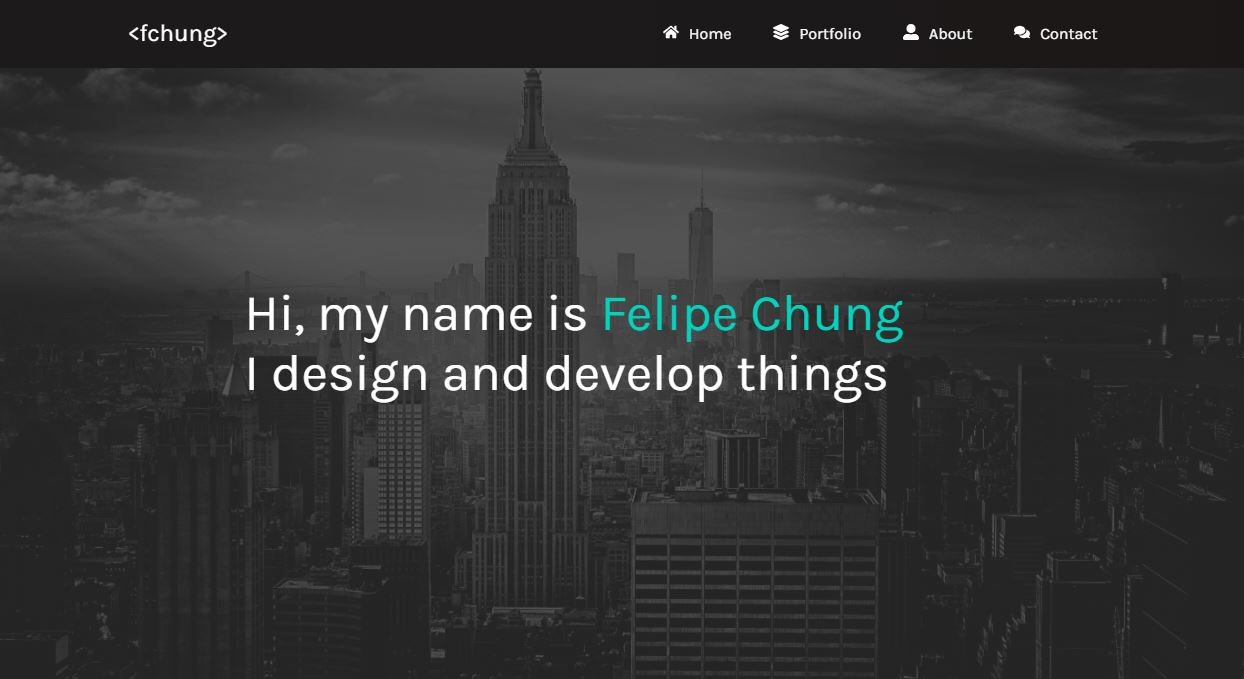 <fchung>
Home
Portfolio
About
Contact
Hi, my name is Felipe Chung
I design and develop things